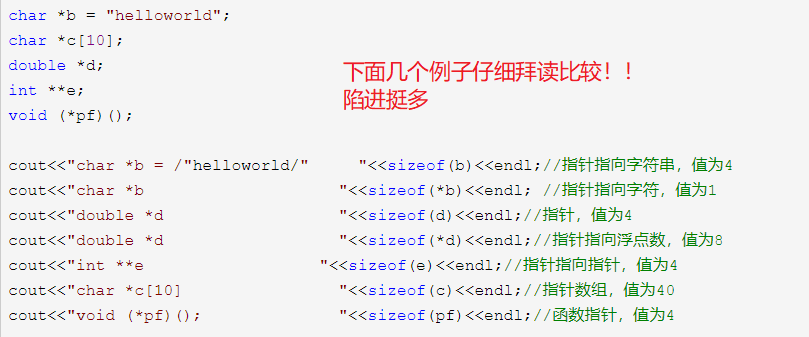 char *b = "helloworld";
char *c[10];
double *d;
int **e;
void (*pf)();
下面几个例子仔细拜读比较！！
陷进挺多
cout<<"char *b = /"helloworld/"     "<<sizeof(b)<<endl;//指针指向字符串，值为4
cout<<"char *b                    "<<sizeof(*b)<<endl; //指针指向字符，值为1
cout<<"double *d                  "<<sizeof(d)<<endl;//指针，值为4
cout<<"double *d                  "<<sizeof(*d)<<endl;//指针指向浮点数，值为8
cout<<"int **e                  "<<sizeof(e)<<endl;//指针指向指针，值为4
cout<<"char *c[10]                "<<sizeof(c)<<endl;//指针数组，值为40
cout<<"void (*pf)();              "<<sizeof(pf)<<endl;//函数指针，值为4